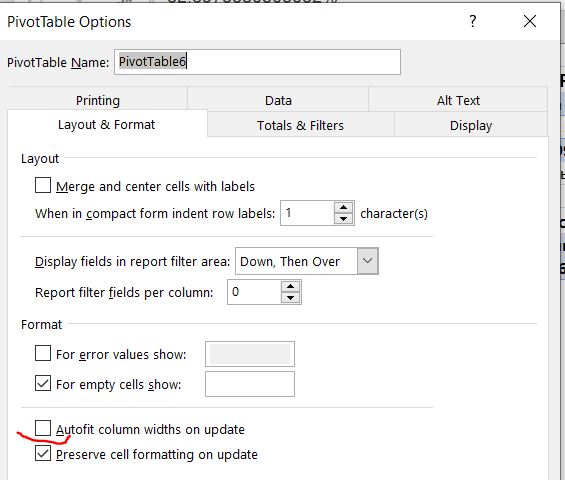 PivotTable Options
? ×
PivotTable Name: PivotTable6
Printing Data Alt Text
Layout & Format Totals & Filters Display
Layout
Merge and center cells with labels
When in compact form indent row labels: 1 character(s)
Display fields in report filter area: Down, Then Over
Report filter fields per column: 0
Format
For error values show:
For empty cells show:
Autofit column widths on update
Preserve cell formatting on update